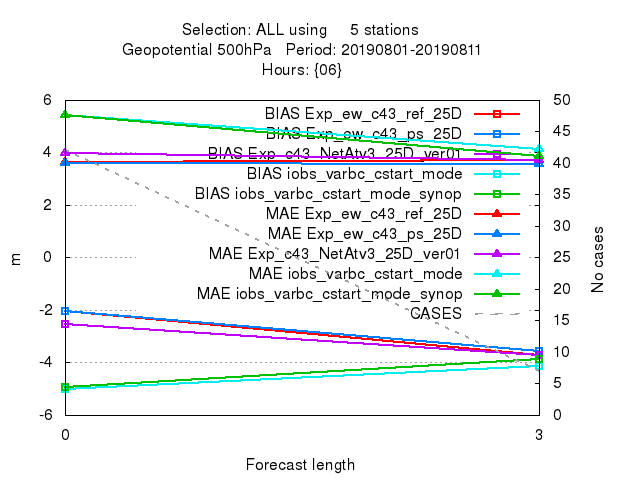 Selection: ALL using 5 stations
Geopotential 500hPa Period: 20190801-20190811
Hours: {06}
6
4
2
0
-2
-4
-6
m
50
45
40
35
30
25
20
15
10
5
0
No cases
BIAS Exp_ew_c43_ref_25D
BIAS Exp_ew_c43_ps_25D
BIAS Exp_c43_NetAtv3_25D_ver01
BIAS iobs_varbc_cstart_mode
BIAS iobs_varbc_cstart_mode_synop
MAE Exp_ew_c43_ref_25D
MAE Exp_ew_c43_ps_25D
MAE Exp_c43_NetAtv3_25D_ver01
MAE iobs_varbc_cstart_mode
MAE iobs_varbc_cstart_mode_synop
CASES
0
3
Forecast length